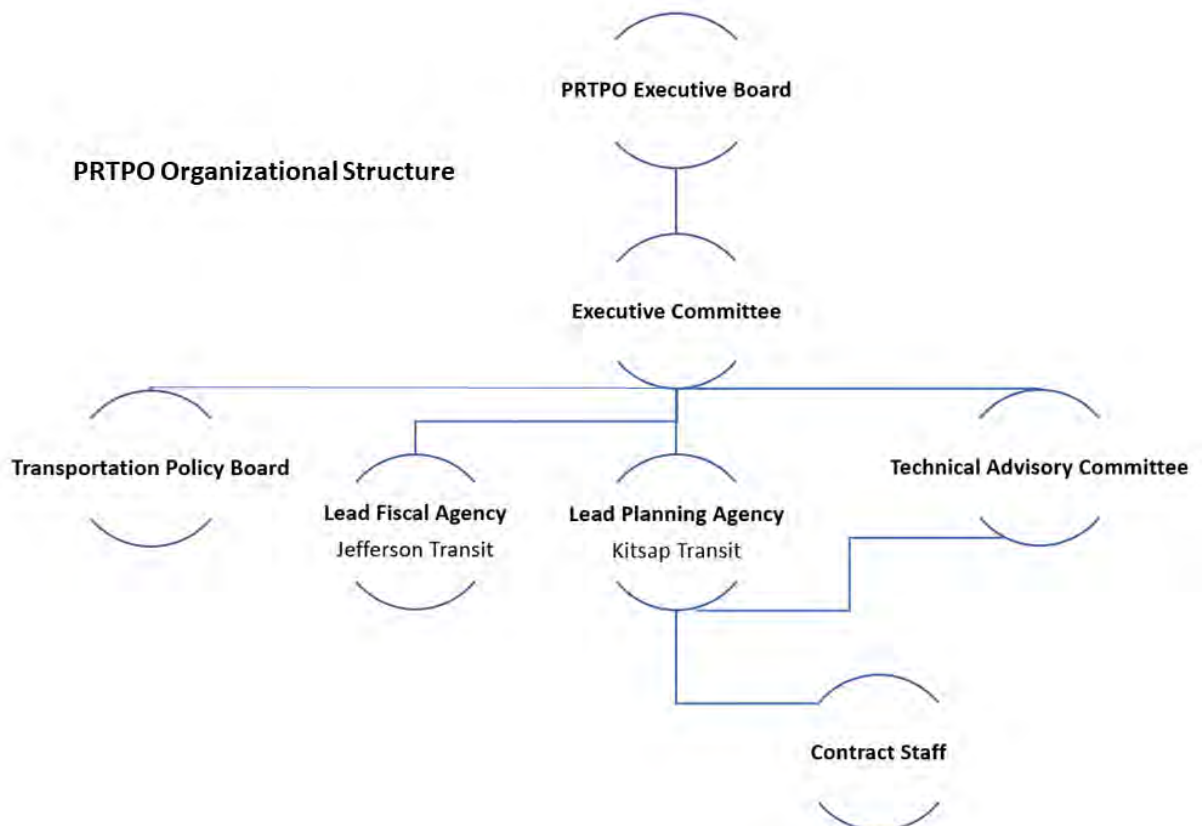 PRTPO Executive Board
PRTPO Organizational Structure
Executive Committee
Transportation Policy Board
Technical Advisory Committee
Lead Fiscal Agency
Jefferson Transit
Lead Planning Agency
Kitsap Transit
Contract Staff